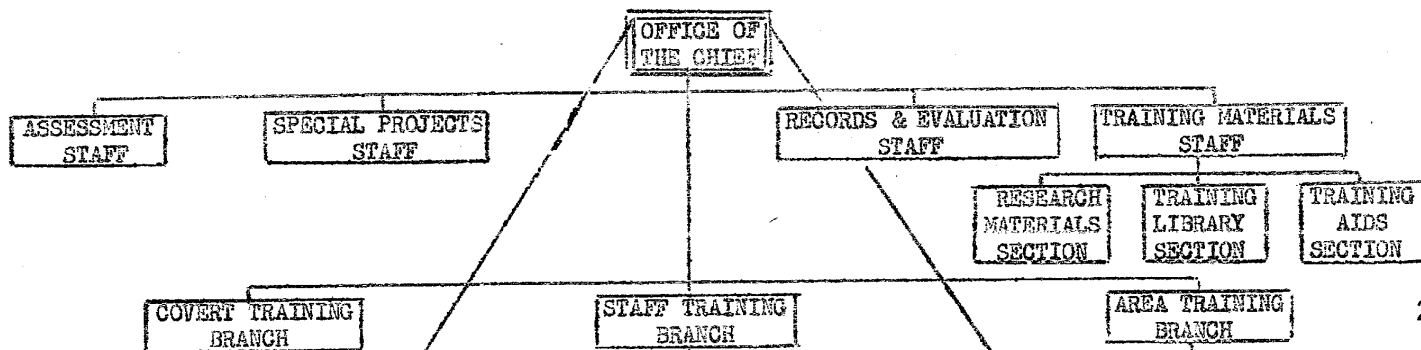 OFFICE OF
THE CHIEF
ASSESSMENT
STAFF
SPECIAL PROJECTS
STAFF
RECORDS & EVALUATION
STAFF
TRAINING MATERIALS
STAFF
RESEARCH
MATERIALS
SECTION
TRAINING
LIBRARY
SECTION
TRAINING
AIDS
SECTION
COVERT TRAINING
BRANCH
STAFF TRAINING
BRANCH
AREA TRAINING
BRANCH